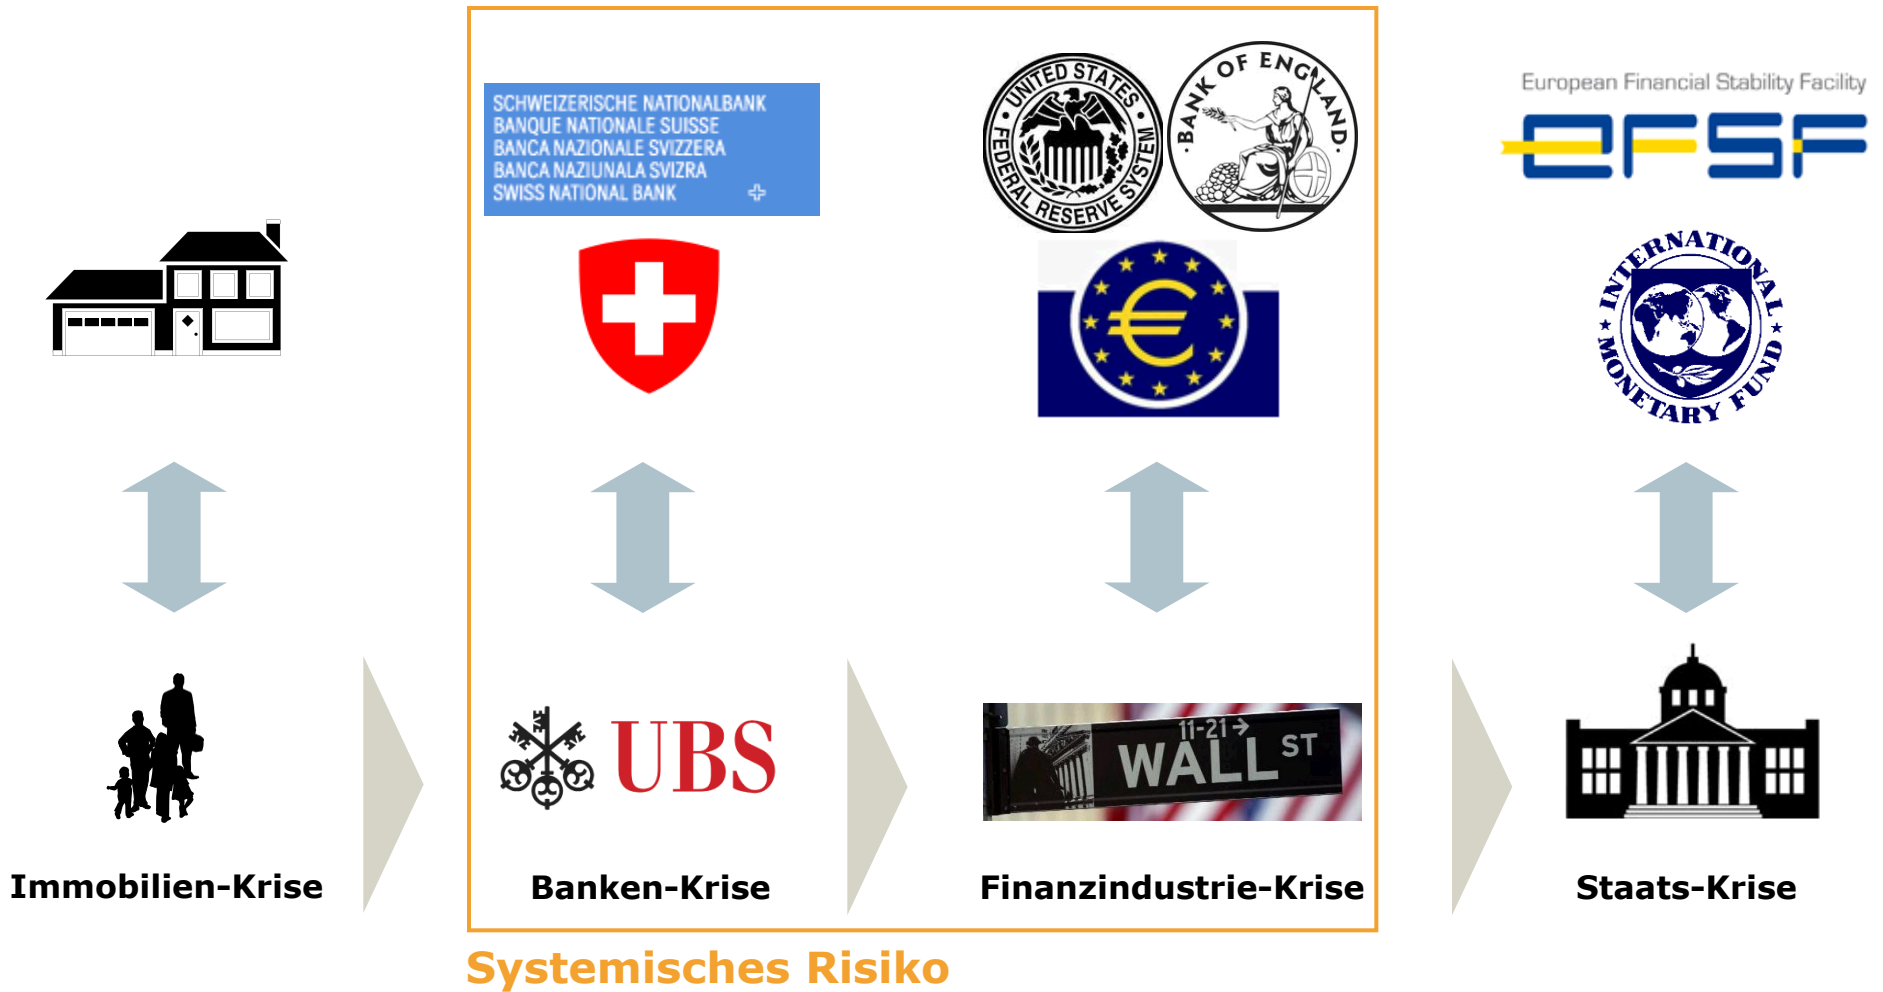 SCHWEIZERISCHE NATIONALBANK
BANQUE NATIONALE SUISSE
BANCA NAZIONALE SVIZZERA
BANCA NAZIUNALA SVIZRA
SWISS NATIONAL BANK
UNITED STATES
FEDERAL RESERVE SYSTEM
BANK OF ENGLAND
European Financial Stability Facility
eFSF
INTERNATIONAL
MONETARY FUND
€
UBS
11-21 →
WALL ST
Immobilien-Krise
Banken-Krise
Finanzindustrie-Krise
Staats-Krise
Systemisches Risiko